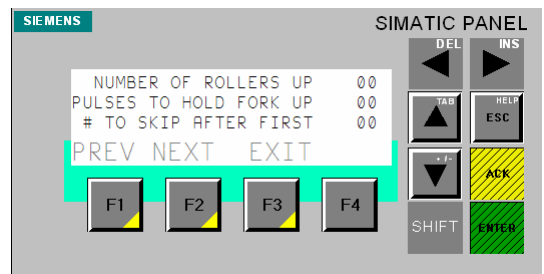 SIEMENS
SIMATIC PANEL
DEL
INS
NUMBER OF ROLLERS UP 00
PULSES TO HOLD FORK UP 00
# TO SKIP AFTER FIRST 00
PREV NEXT EXIT
TAB
HELP
ESC
+/-
ACK
F1 F2 F3 F4
SHIFT
ENTER